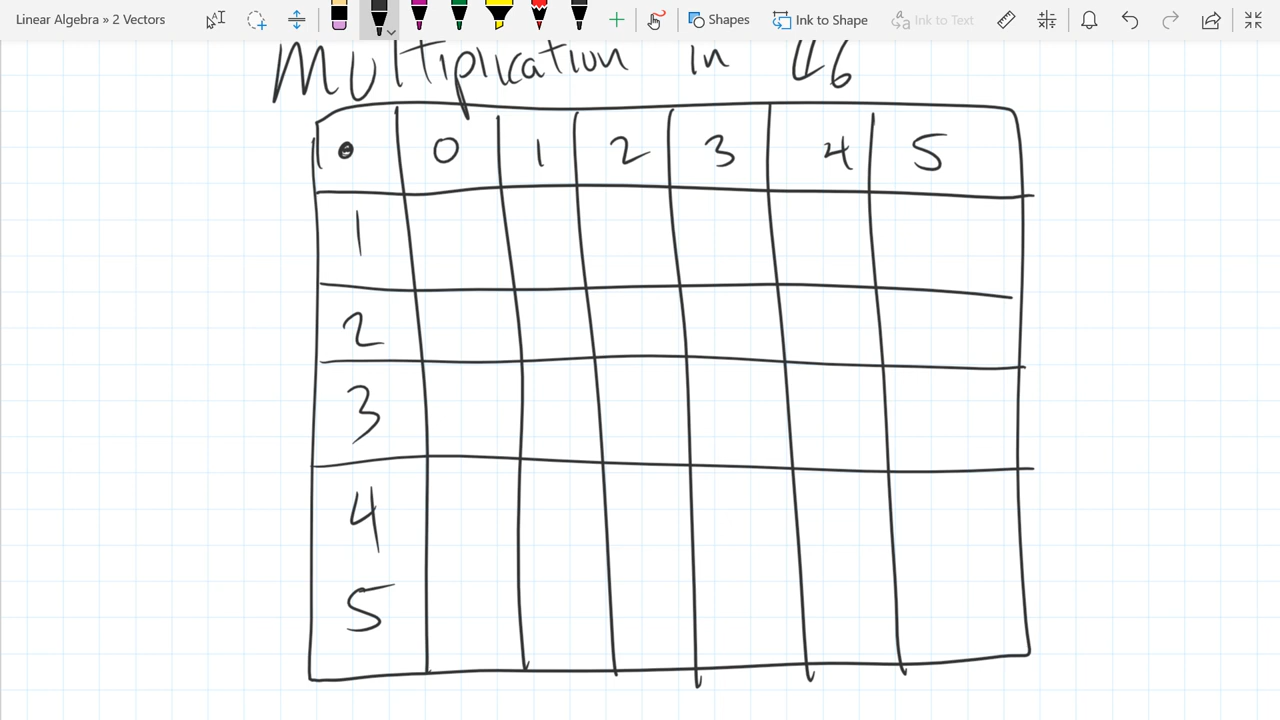 Linear Algebra » 2 Vectors
Shapes
Ink to Shape
Ink to Text
Multiplication in ℤ6
• 0 1 2 3 4 5
1
2
3
4
5